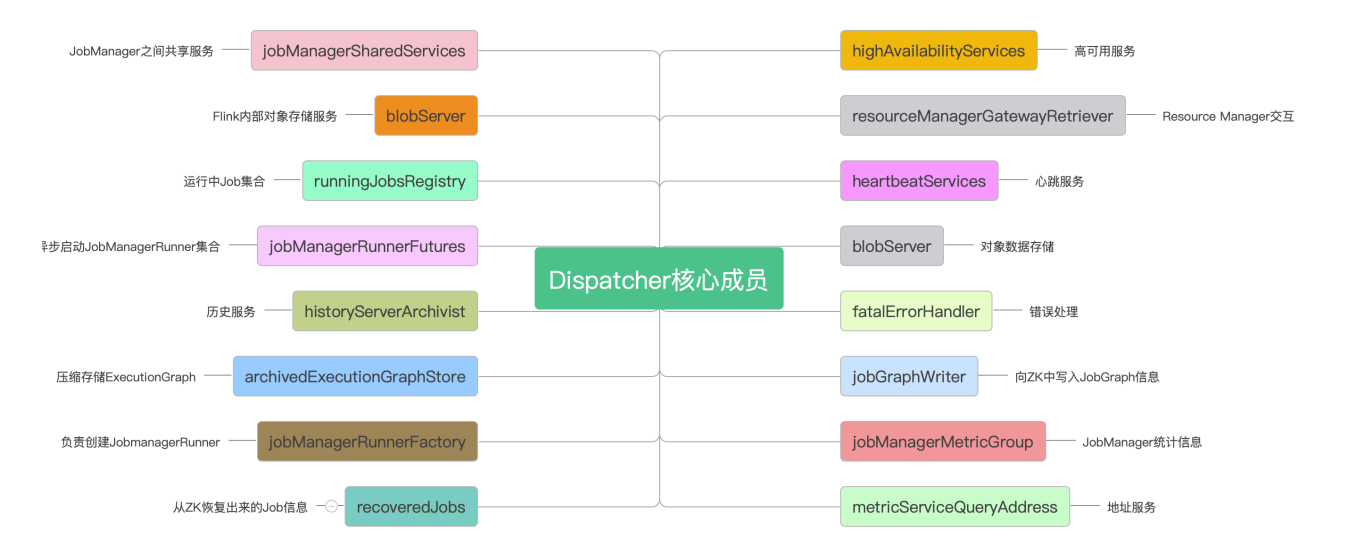 JobManager之间共享服务 jobManagerSharedServices highAvailabilityServices 高可用服务
Flink内部对象存储服务 blobServer resourceManagerGatewayRetriever Resource Manager交互
运行中Job集合 runningJobsRegistry heartbeatServices 心跳服务
步启动JobManagerRunner集合 jobManagerRunnerFutures blobServer 对象数据存储
Dispatcher核心成员
历史服务 historyServerArchivist fatalErrorHandler 错误处理
压缩存储ExecutionGraph archivedExecutionGraphStore jobGraphWriter 向ZK中写入JobGraph信息
负责创建JobmanagerRunner jobManagerRunnerFactory jobManagerMetricGroup JobManager统计信息
从ZK恢复出来的Job信息 recoveredJobs metricServiceQueryAddress 地址服务